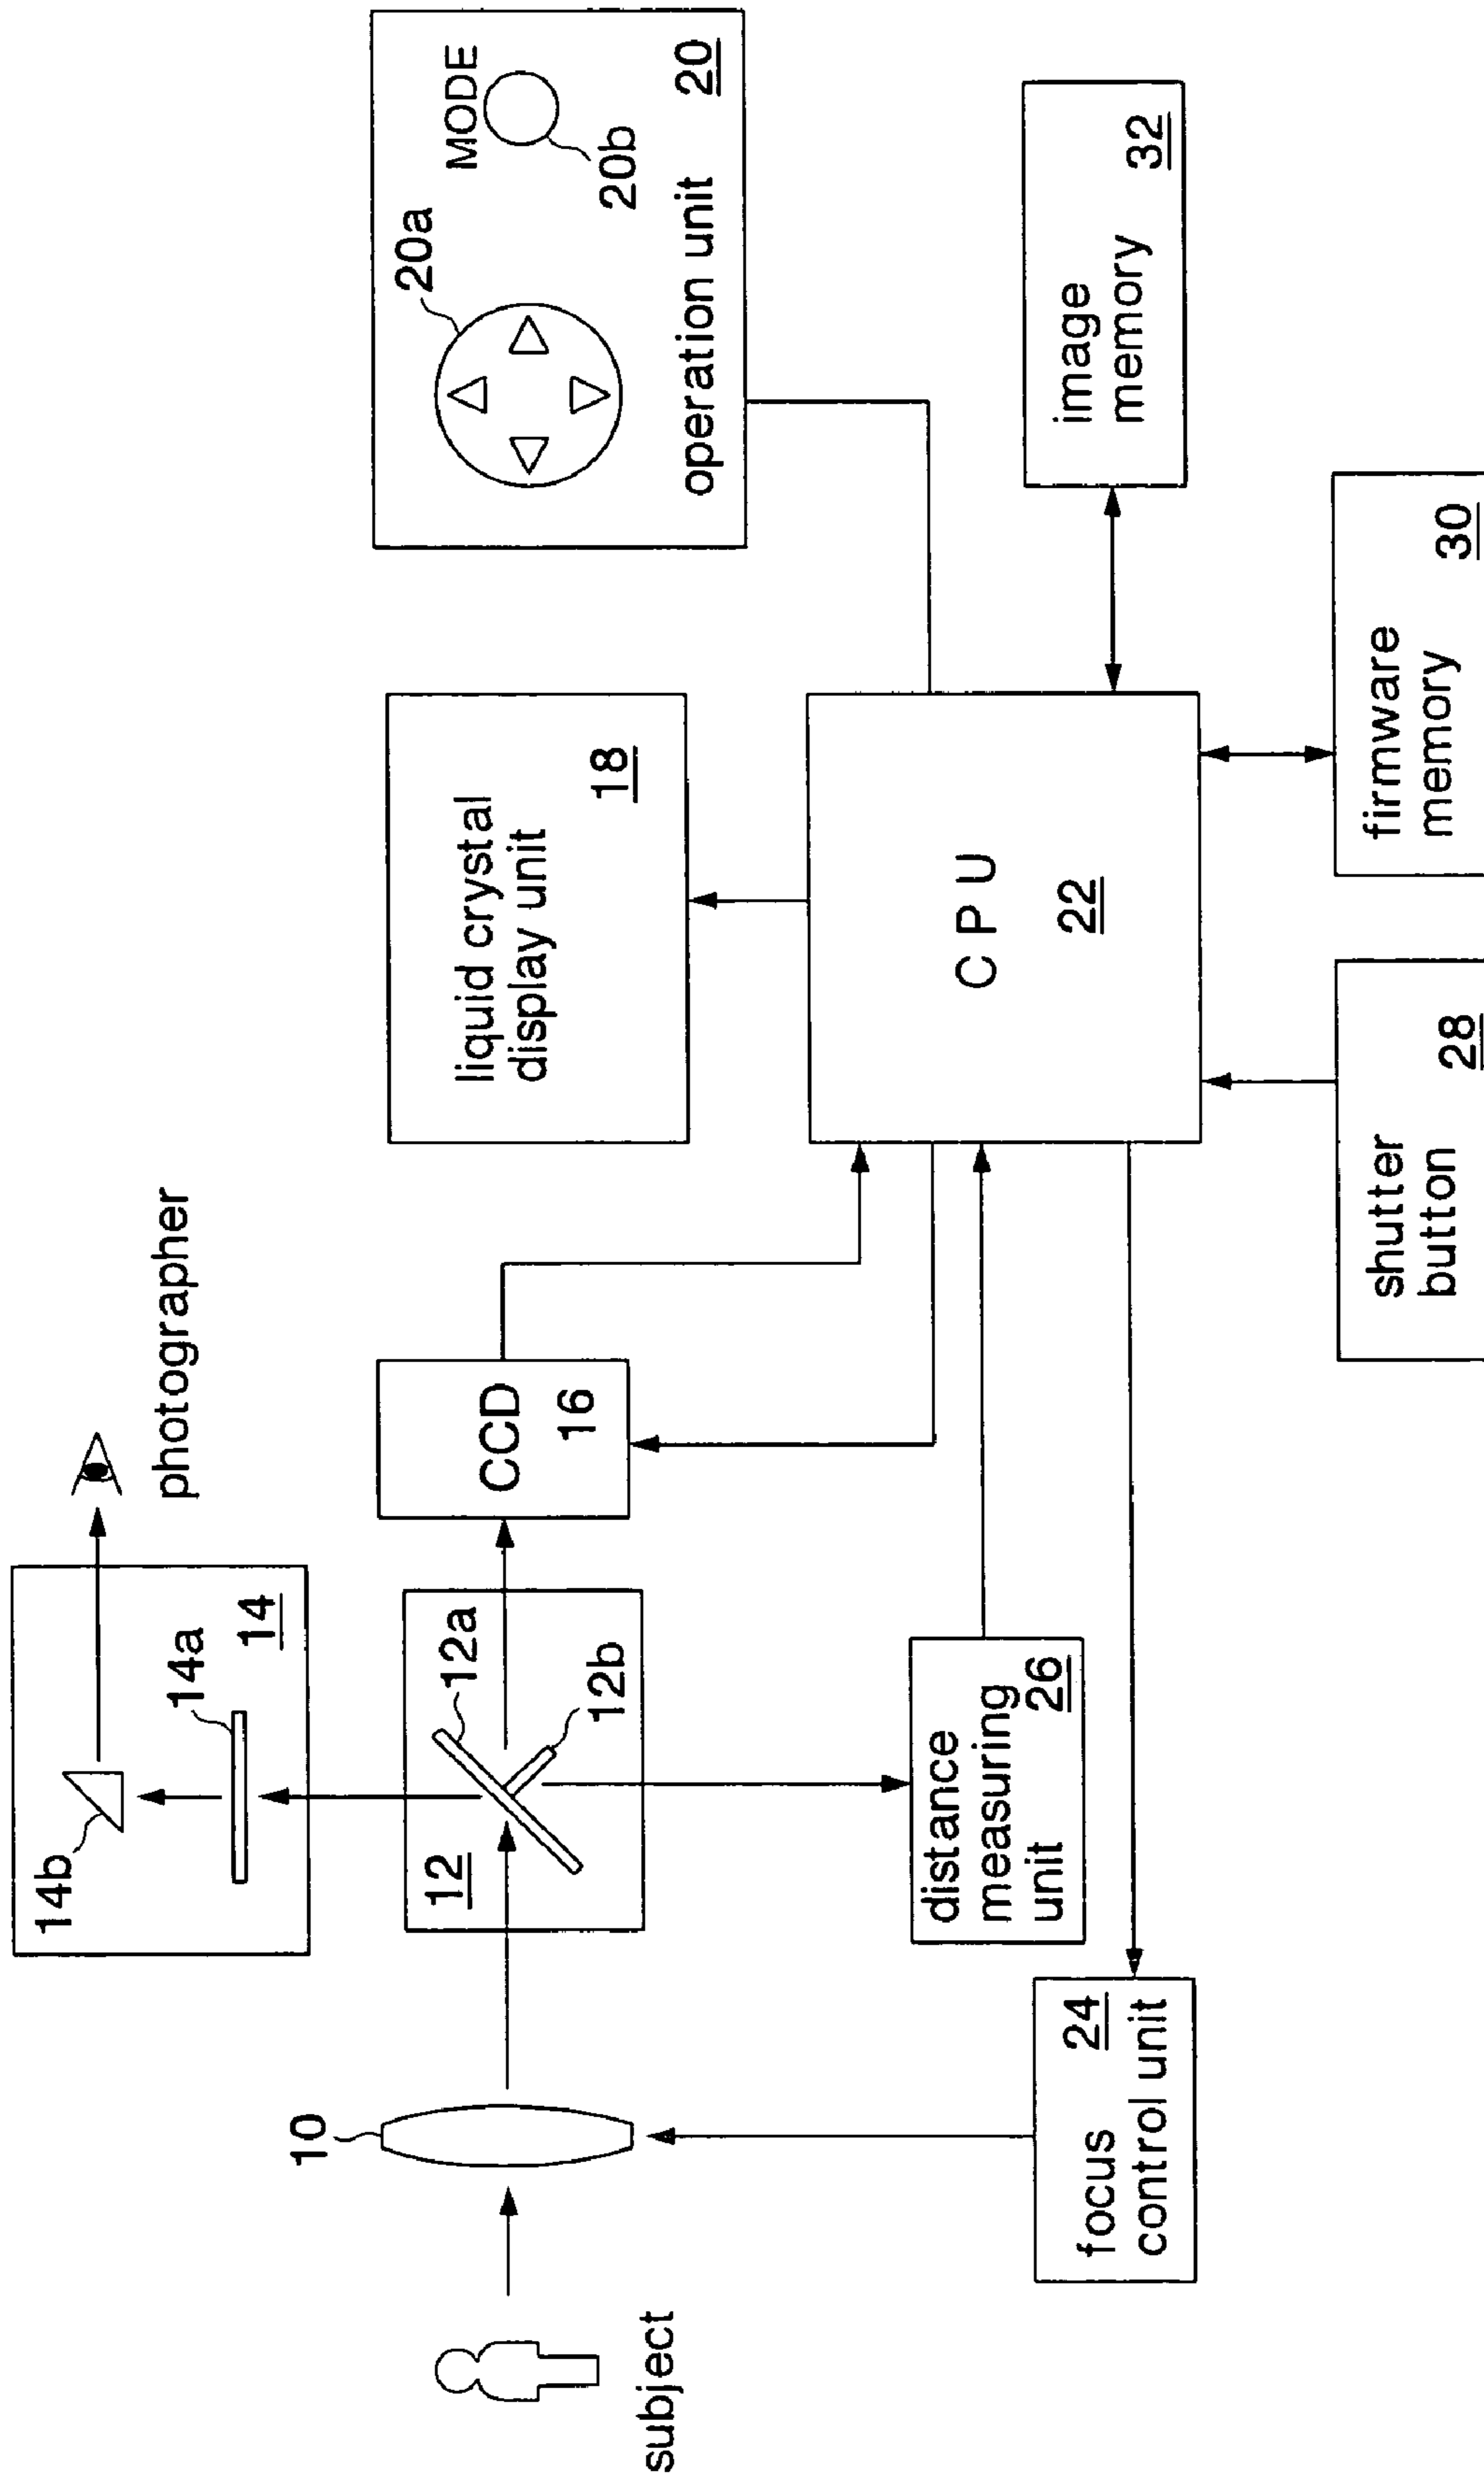 photographer
14
14a
14b
liquid crystal
display unit
18
MODE
20a
20b
operation unit
20
10
12
12a
12b
CCD
16
subject
distance
measuring
unit
26
C P U
22
image
memory
32
focus
24
control unit
shutter
button
28
firmware
memory
30